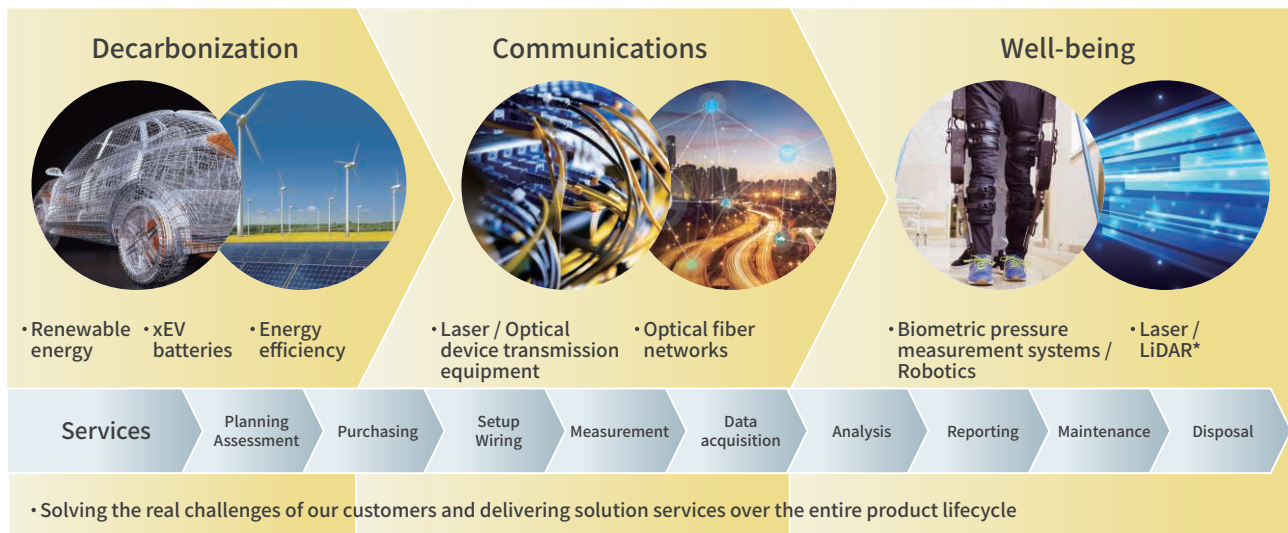 Decarbonization
Communications
Well-being
・Renewable
energy
・xEV
batteries
・Energy
efficiency
・Laser / Optical
device transmission
equipment
・Optical fiber
networks
・Biometric pressure
measurement systems /
Robotics
・Laser /
LiDAR*
Services
Planning
Assessment
Purchasing
Setup
Wiring
Measurement
Data
acquisition
Analysis
Reporting
Maintenance
Disposal
・Solving the real challenges of our customers and delivering solution services over the entire product lifecycle